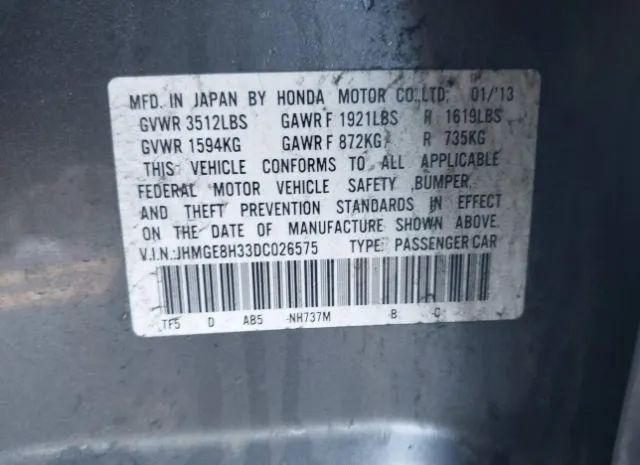 MFD. IN JAPAN BY HONDA MOTOR CO.,LTD. 01/'13
GVWR 3512LBS GAWR F 1921LBS R 1619LBS
GVWR 1594KG GAWR F 872KG R 735KG
THIS VEHICLE CONFORMS TO ALL APPLICABLE
FEDERAL MOTOR VEHICLE SAFETY, BUMPER,
AND THEFT PREVENTION STANDARDS IN EFFECT
ON THE DATE OF MANUFACTURE SHOWN ABOVE.
V.I.N.:JHMGE8H33DC026575 TYPE: PASSENGER CAR
TF5 D AB5 -NH737M B C